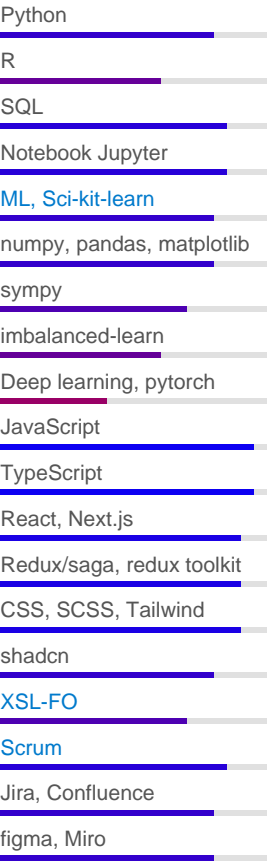 Python
R
SQL
Notebook Jupyter
ML, Sci-kit-learn
numpy, pandas, matplotlib
sympy
imbalanced-learn
Deep learning, pytorch
JavaScript
TypeScript
React, Next.js
Redux/saga, redux toolkit
CSS, SCSS, Tailwind
shadcn
XSL-FO
Scrum
Jira, Confluence
figma, Miro